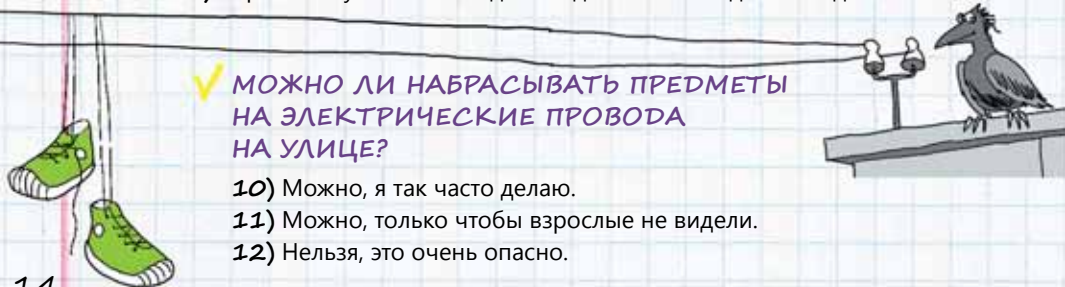 МОЖНО ЛИ НАБРАСЫВАТЬ ПРЕДМЕТЫ
НА ЭЛЕКТРИЧЕСКИЕ ПРОВОДА
НА УЛИЦЕ?
10) Можно, я так часто делаю.
11) Можно, только чтобы взрослые не видели.
12) Нельзя, это очень опасно.
14